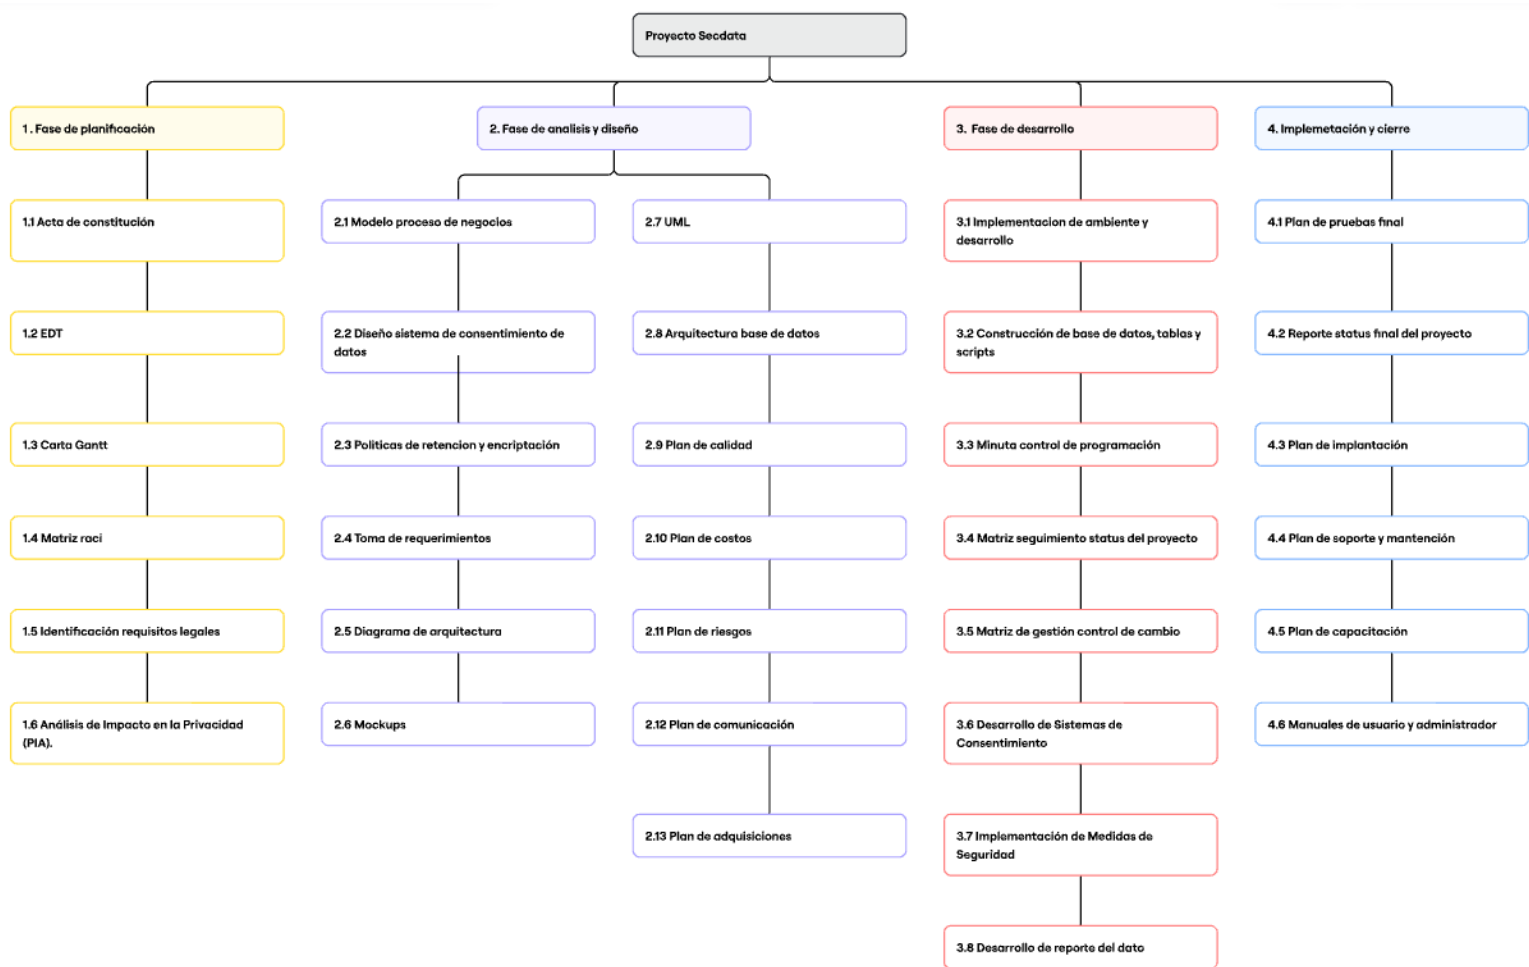 Proyecto Secdata
1. Fase de planificación
1.1 Acta de constitución
1.2 EDT
1.3 Carta Gantt
1.4 Matriz raci
1.5 Identificación requisitos legales
1.6 Análisis de Impacto en la Privacidad
(PIA).
2. Fase de analisis y diseño
2.1 Modelo proceso de negocios
2.2 Diseño sistema de consentimiento de
datos
2.3 Politicas de retencion y encriptación
2.4 Toma de requerimientos
2.5 Diagrama de arquitectura
2.6 Mockups
2.7 UML
2.8 Arquitectura base de datos
2.9 Plan de calidad
2.10 Plan de costos
2.11 Plan de riesgos
2.12 Plan de comunicación
2.13 Plan de adquisiciones
3. Fase de desarrollo
3.1 Implementacion de ambiente y
desarrollo
3.2 Construcción de base de datos, tablas y
scripts
3.3 Minuta control de programación
3.4 Matriz seguimiento status del proyecto
3.5 Matriz de gestión control de cambio
3.6 Desarrollo de Sistemas de
Consentimiento
3.7 Implementación de Medidas de
Seguridad
3.8 Desarrollo de reporte del dato
4. Implemetación y cierre
4.1 Plan de pruebas final
4.2 Reporte status final del proyecto
4.3 Plan de implantación
4.4 Plan de soporte y mantención
4.5 Plan de capacitación
4.6 Manuales de usuario y administrador